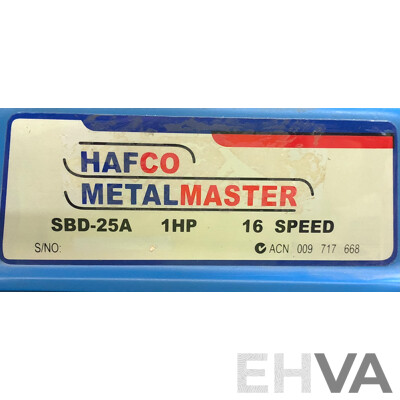 HAFCO
METALMASTER
SBD-25A 1HP 16 SPEED
S/NO: ACN 009 717 668
EHVA